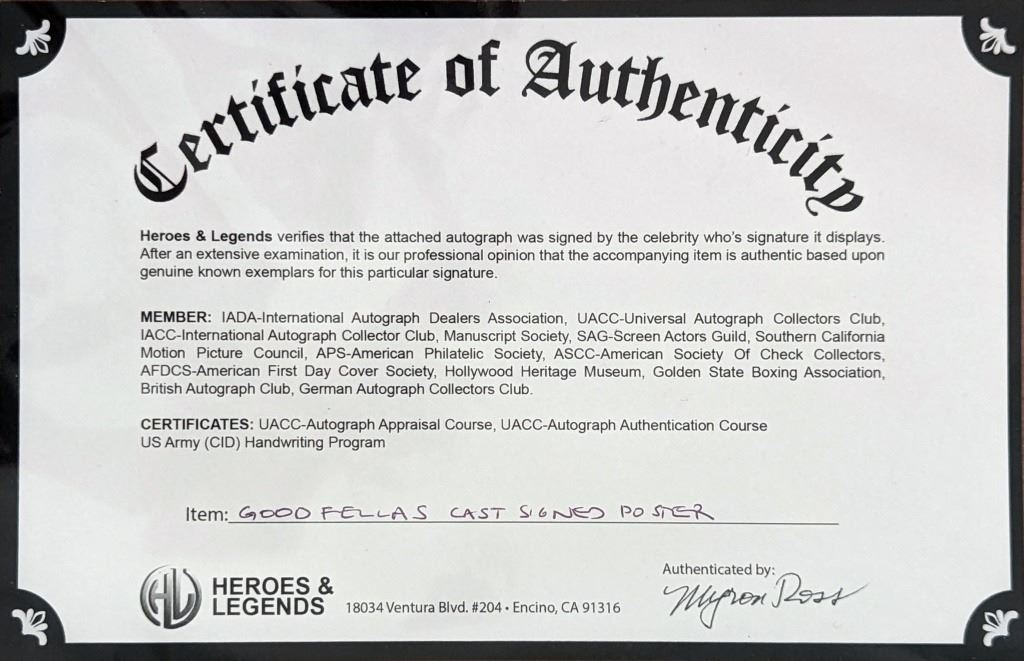 Certificate of Authenticity
Heroes & Legends verifies that the attached autograph was signed by the celebrity who's signature it displays.
After an extensive examination, it is our professional opinion that the accompanying item is authentic based upon
genuine known exemplars for this particular signature.
MEMBER: IADA-International Autograph Dealers Association, UACC-Universal Autograph Collectors Club,
IACC-International Autograph Collector Club, Manuscript Society, SAG-Screen Actors Guild, Southern California
Motion Picture Council, APS-American Philatelic Society, ASCC-American Society Of Check Collectors,
AFDCS-American First Day Cover Society, Hollywood Heritage Museum, Golden State Boxing Association,
British Autograph Club, German Autograph Collectors Club.
CERTIFICATES: UACC-Autograph Appraisal Course, UACC-Autograph Authentication Course
US Army (CID) Handwriting Program
Item: GOOD FELLAS CAST SIGNED POSTER
Authenticated by:
HL HEROES &
LEGENDS 18034 Ventura Blvd. #204 • Encino, CA 91316
Myron Ross